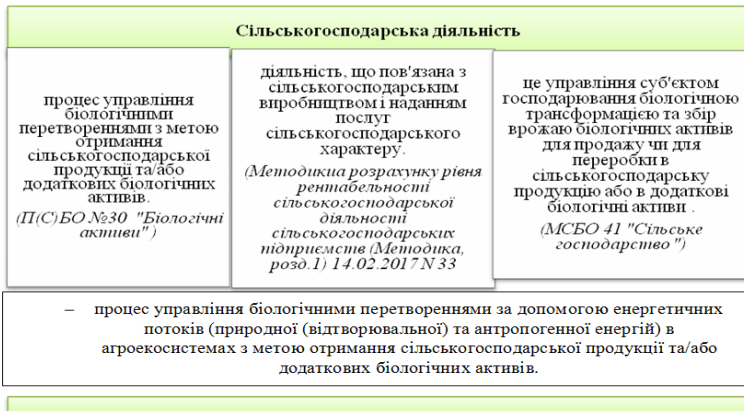 Сільськогосподарська діяльність
процес управління
біологічними
перетвореннями з метою
отримання
сільськогосподарської
продукції та/або
додаткових біологічних
активів.
(П(С)БО №30 "Біологічні
активи")
діяльність, що пов'язана з
сільськогосподарським
виробництвом і наданням
послуг
сільськогосподарського
характеру.
(Методикиа розрахунку рівня
рентабельності
сільськогосподарської
діяльності
сільськогосподарських
підприємств (Методика,
розд.1) 14.02.2017 N 33
це управління суб'єктом
господарювання біологічною
трансформацією та збір
врожаю біологічних активів
для продажу чи для
переробки в
сільськогосподарську
продукцію або в додаткові
біологічні активи .
(МСБО 41 "Сільське
господарство ")
– процес управління біологічними перетвореннями за допомогою енергетичних
потоків (природної (відтворювальної) та антропогенної енергій) в
агроекосистемах з метою отримання сільськогосподарської продукції та/або
додаткових біологічних активів.